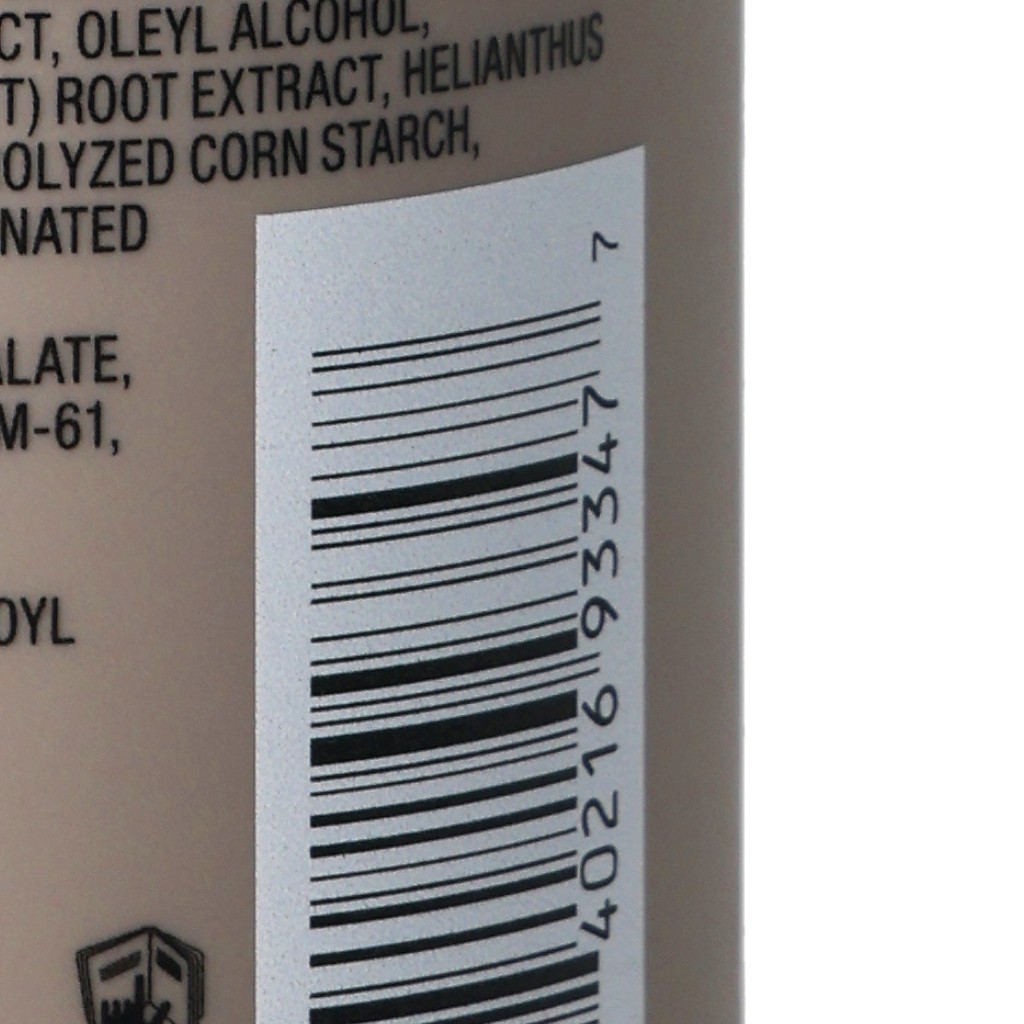 CT, OLEYL ALCOHOL,
T) ROOT EXTRACT, HELIANTHUS
OLYZED CORN STARCH,
NATED
ALATE,
M-61,
OYL
40216 93347 7